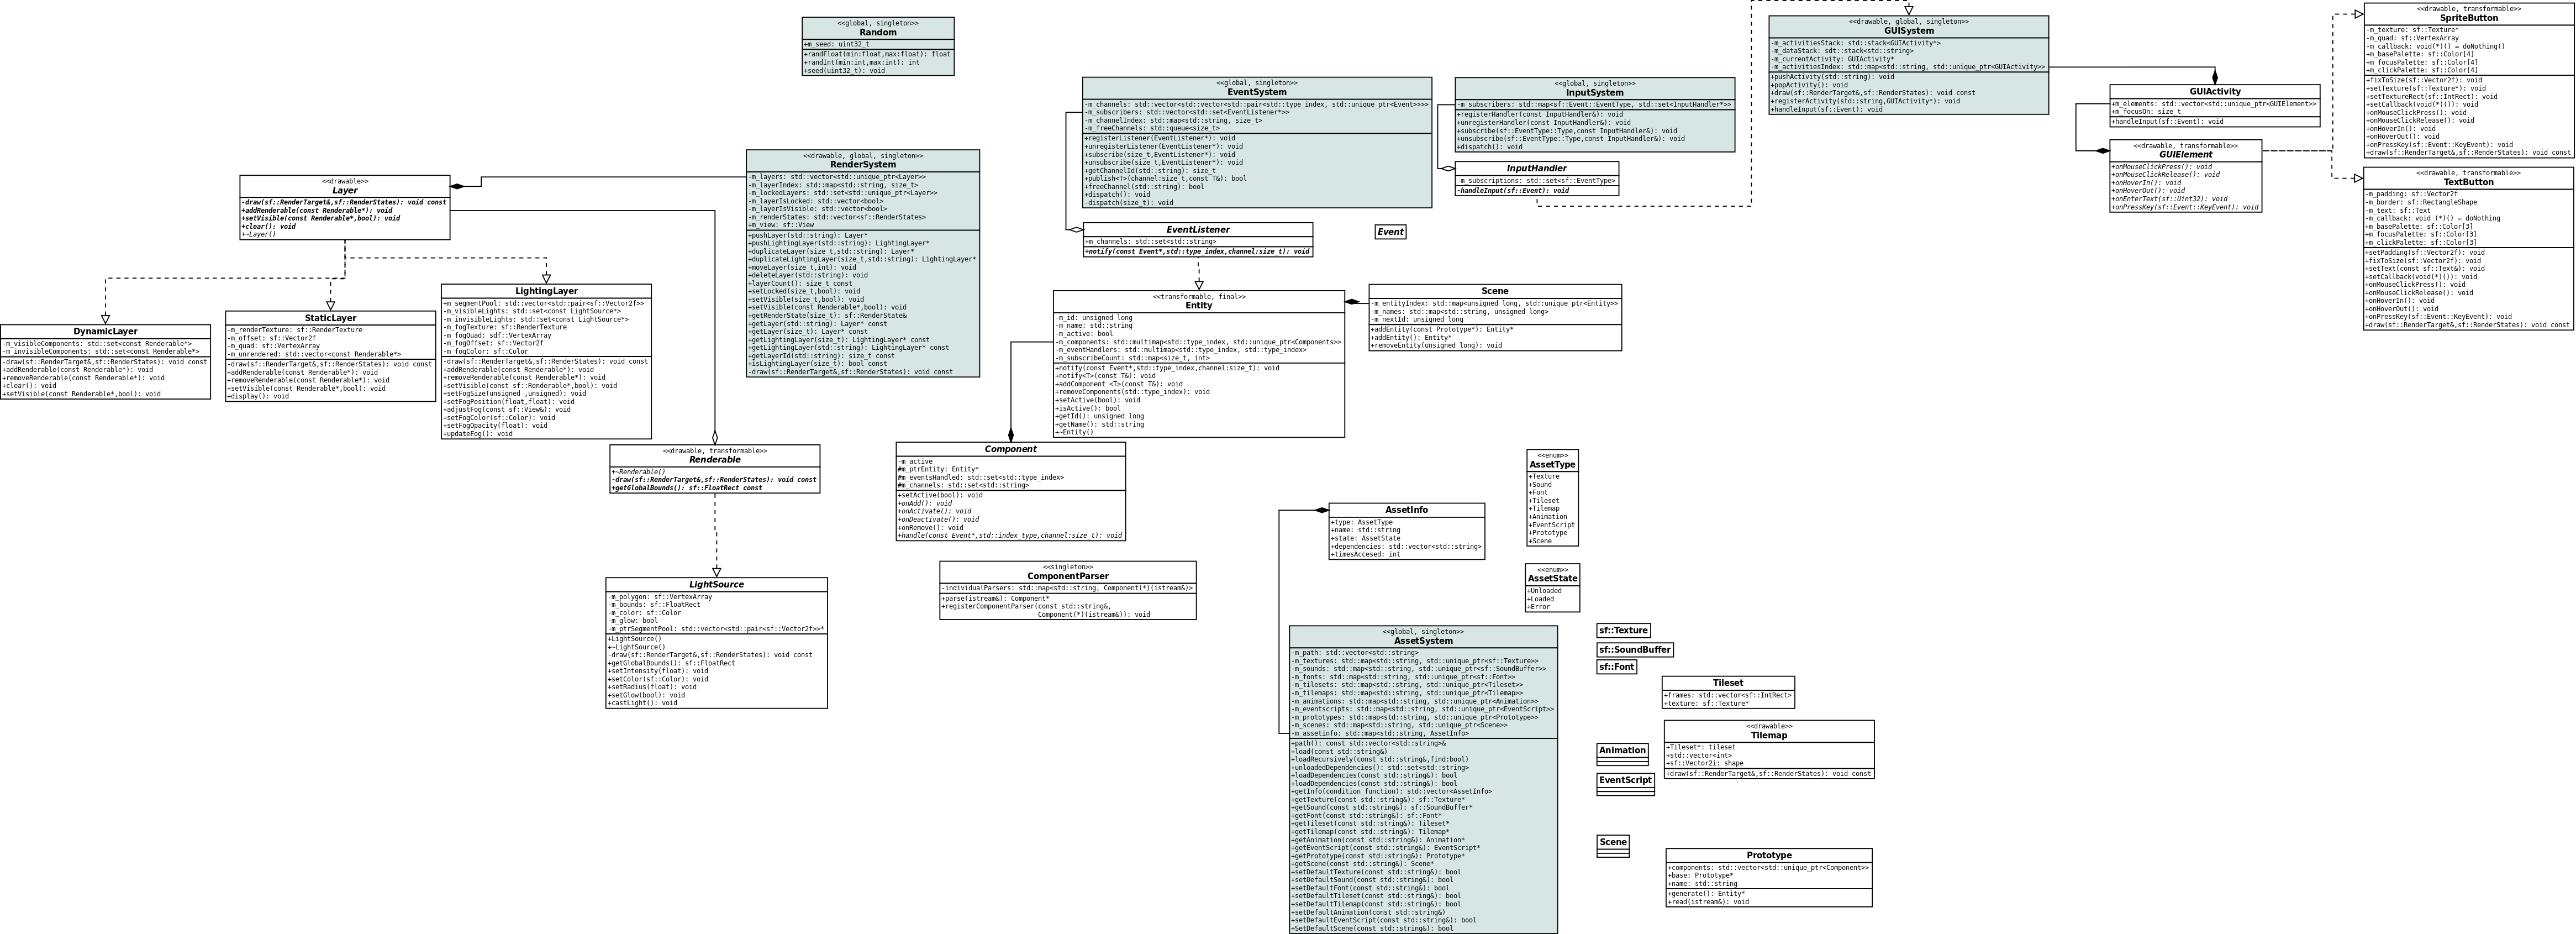 <<global, singleton>>
Random
+m_seed: uint32_t
+randFloat(min:float,max:float): float
+randInt(min:int,max:int): int
+seed(uint32_t): void
<<global, singleton>>
EventSystem
-m_channels: std::vector<std::vector<std::pair<std::type_index, std::unique_ptr<Event>>>>
-m_subscribers: std::vector<std::set<EventListener*>
-m_channelIndex: std::map<std::string, size_t>
-m_freeChannels: std::queue<size_t>
+registerListener(EventListener*): void
+unregisterListener(EventListener*): void
+subscribe(size_t,EventListener*): void
+unsubscribe(size_t,EventListener*): void
+getChannelId(std::string): size_t
+publish<T>(channel:size_t,const T&): bool
+freeChannel(std::string): bool
+dispatch(): void
-dispatch(size_t): void
<<global, singleton>>
InputSystem
-m_subscribers: std::map<sf::Event::EventType, std::set<InputHandler*>>
+registerHandler(const InputHandler&): void
+unregisterHandler(const InputHandler&): void
+subscribe(sf::EventType::Type,const InputHandler&): void
+unsubscribe(sf::EventType::Type,const InputHandler&): void
+dispatch(): void
InputHandler
-m_subscriptions: std::set<sf::EventType>
-handleInput(sf::Event): void
<<drawable, global, singleton>>
GUISystem
-m_activitiesStack: std::stack<GUIActivity*>
-m_dataStack: sdt::stack<std::string>
-m_currentActivity: GUIActivity*
-m_activitiesIndex: std::map<std::string, std::unique_ptr<GUIActivity>>
+pushActivity(std::string): void
+popActivity(): void
+draw(sf::RenderTarget&,sf::RenderStates): void const
+registerActivity(std::string,GUIActivity*): void
+handleInput(sf::Event): void
GUIActivity
+m_elements: std::vector<std::unique_ptr<GUIElement>>
+m_focusOn: size_t
+handleInput(sf::Event): void
<<drawable, transformable>>
GUIElement
+onMouseClickPress(): void
+onMouseClickRelease(): void
+onHoverIn(): void
+onHoverOut(): void
+onEnterText(sf::Uint32): void
+onPressKey(sf::Event::KeyEvent): void
<<drawable, transformable>>
SpriteButton
-m_texture: sf::Texture*
-m_quad: sf::VertexArray
-m_callback: void(*)() = doNothing()
+m_basePalette: sf::Color[4]
+m_focusPalette: sf::Color[4]
+m_clickPalette: sf::Color[4]
+fixToSize(sf::Vector2f): void
+setTexture(sf::Texture*): void
+setTextureRect(sf::IntRect): void
+setCallback(void(*)()): void
+onMouseClickPress(): void
+onMouseClickRelease(): void
+onHoverIn(): void
+onHoverOut(): void
+onPressKey(sf::Event::KeyEvent): void
+draw(sf::RenderTarget&,sf::RenderStates): void const
<<drawable, transformable>>
TextButton
-m_padding: sf::Vector2f
-m_border: sf::RectangleShape
-m_text: sf::Text
-m_callback: void (*)() = doNothing
+m_basePalette: sf::Color[3]
+m_focusPalette: sf::Color[3]
+m_clickPalette: sf::Color[3]
+setPadding(sf::Vector2f): void
+fixToSize(sf::Vector2f): void
+setText(const sf::Text&): void
+setCallback(void(*)()): void
+onMouseClickPress(): void
+onMouseClickRelease(): void
+onHoverIn(): void
+onHoverOut(): void
+onPressKey(sf::Event::KeyEvent): void
+draw(sf::RenderTarget&,sf::RenderStates): void const
<<drawable, global, singleton>>
RenderSystem
-m_layers: std::vector<std::unique_ptr<Layer>>
-m_layerIndex: std::map<std::string, size_t>
-m_lockedLayers: std::set<std::unique_ptr<Layer>>
-m_layerIsLocked: std::vector<bool>
-m_layerIsVisible: std::vector<bool>
-m_renderStates: std::vector<sf::RenderStates>
+m_view: sf::View
+pushLayer(std::string): Layer*
+pushLightingLayer(std::string): LightingLayer*
+duplicateLayer(size_t,std::string): Layer*
+duplicateLightingLayer(size_t,std::string): LightingLayer*
+moveLayer(size_t,int): void
+deleteLayer(std::string): void
+layerCount(): size_t const
+setLocked(size_t,bool): void
+setVisible(size_t,bool): void
+setVisible(const Renderable*,bool): void
+getRenderState(size_t): sf::RenderState&
+getLayer(std::string): Layer* const
+getLayer(size_t): Layer* const
+getLightingLayer(size_t): LightingLayer* const
+getLightingLayer(std::string): LightingLayer* const
+getLayerId(std::string): size_t const
+isLightingLayer(size_t): bool const
-draw(sf::RenderTarget&,sf::RenderStates): void const
<<drawable>>
Layer
-draw(sf::RenderTarget&,sf::RenderStates): void const
+addRenderable(const Renderable*): void
+setVisible(const Renderable*,bool): void
+clear(): void
+~Layer()
EventListener
+m_channels: std::set<std::string>
+notify(const Event*,std::type_index,channel:size_t): void
Event
<<transformable, final>>
Entity
-m_id: unsigned long
-m_name: std::string
-m_active: bool
-m_components: std::multimap<std::type_index, std::unique_ptr<Components>>
-m_eventHandlers: std::multimap<std::type_index, std::type_index>
-m_subscribeCount: std::map<size_t, int>
+notify(const Event*,std::type_index,channel:size_t): void
+notify<T>(const T&): void
+addComponent <T>(const T&): void
+removeComponents(std::type_index): void
+setActive(bool): void
+isActive(): bool
+getId(): unsigned long
+getName(): std::string
+~Entity()
Scene
-m_entityIndex: std::map<unsigned long, std::unique_ptr<Entity>>
-m_names: std::map<string, unsigned long>
-m_nextId: unsigned long
+addEntity(const Prototype*): Entity*
+addEntity(): Entity*
+removeEntity(unsigned long): void
DynamicLayer
-m_visibleComponents: std::set<const Renderable*>
-m_invisibleComponents: std::set<const Renderable*>
-draw(sf::RenderTarget&,sf::RenderStates): void const
+addRenderable(const Renderable*): void
+removeRenderable(const Renderable*): void
+clear(): void
+setVisible(const Renderable*,bool): void
StaticLayer
-m_renderTexture: sf::RenderTexture
-m_offset: sf::Vector2f
-m_quad: sf::VertexArray
-m_unrendered: std::vector<const Renderable*>
-draw(sf::RenderTarget&,sf::RenderStates): void const
+addRenderable(const Renderable*): void
+removeRenderable(const Renderable*): void
+setVisible(const Renderable*,bool): void
+display(): void
LightingLayer
+m_segmentPool: std::vector<std::pair<sf::Vector2f>>
-m_visibleLights: std::set<const LightSource*>
-m_invisibleLights: std::set<const LightSource*>
-m_fogTexture: sf::RenderTexture
-m_fogQuad: sdf::VertexArray
-m_fogOffset: sf::Vector2f
-m_fogColor: sf::Color
-draw(sf::RenderTarget&,sf::RenderStates): void const
+addRenderable(const Renderable*): void
+removeRenderable(const Renderable*): void
+setVisible(const sf::Renderable*,bool): void
+setFogSize(unsigned ,unsigned): void
+setFogPosition(float,float): void
+adjustFog(const sf::View&): void
+setFogColor(sf::Color): void
+setFogOpacity(float): void
+updateFog(): void
<<drawable, transformable>>
Renderable
+~Renderable()
-draw(sf::RenderTarget&,sf::RenderStates): void const
+getGlobalBounds(): sf::FloatRect const
Component
-m_active
#m_ptrEntity: Entity*
#m_eventsHandled: std::set<std::type_index>
#m_channels: std::set<std::string>
+setActive(bool): void
+onAdd(): void
+onActivate(): void
+onDeactivate(): void
+onRemove(): void
+handle(const Event*,std::index_type,channel:size_t): void
<<singleton>>
ComponentParser
-individualParsers: std::map<std::string, Component(*)(istream&)>
+parse(istream&): Component*
+registerComponentParser(const std::string&,
Component(*)(istream&)): void
LightSource
-m_polygon: sf::VertexArray
-m_bounds: sf::FloatRect
-m_color: sf::Color
-m_glow: bool
-m_ptrSegmentPool: std::vector<std::pair<sf::Vector2f>>*
+LightSource()
+~LightSource()
-draw(sf::RenderTarget&,sf::RenderStates): void const
+getGlobalBounds(): sf::FloatRect
+setIntensity(float): void
+setColor(sf::Color): void
+setRadius(float): void
+setGlow(bool): void
+castLight(): void
AssetInfo
+type: AssetType
+name: std::string
+state: AssetState
+dependencies: std::vector<std::string>
+timesAccesed: int
<<enum>>
AssetType
+Texture
+Sound
+Font
+Tileset
+Tilemap
+Animation
+EventScript
+Prototype
+Scene
<<enum>>
AssetState
+Unloaded
+Loaded
+Error
<<global, singleton>>
AssetSystem
-m_path: std::vector<std::string>
-m_textures: std::map<std::string, std::unique_ptr<sf::Texture>>
-m_sounds: std::map<std::string, std::unique_ptr<sf::SoundBuffer>>
-m_fonts: std::map<std::string, std::unique_ptr<sf::Font>>
-m_tilesets: std::map<std::string, std::unique_ptr<Tileset>>
-m_tilemaps: std::map<std::string, std::unique_ptr<Tilemap>>
-m_animations: std::map<std::string, std::unique_ptr<Animation>>
-m_eventscripts: std::map<std::string, std::unique_ptr<EventScript>>
-m_prototypes: std::map<std::string, std::unique_ptr<Prototype>>
-m_scenes: std::map<std::string, std::unique_ptr<Scene>>
-m_assetinfo: std::map<std::string, AssetInfo>
+path(): const std::vector<std::string>&
+load(const std::string&)
+loadRecursively(const std::string&,find:bool)
+unloadedDependencies(): std::set<std::string>
+loadDependencies(const std::string&): bool
+loadDependencies(const std::string&): bool
+getInfo(condition_function): std::vector<AssetInfo>
+getTexture(const std::string&): sf::Texture*
+getSound(const std::string&): sf::SoundBuffer*
+getFont(const std::string&): sf::Font*
+getTileset(const std::string&): Tileset*
+getTilemap(const std::string&): Tilemap*
+getAnimation(const std::string&): Animation*
+getEventScript(const std::string&): EventScript*
+getPrototype(const std::string&): Prototype*
+getScene(const std::string&): Scene*
+setDefaultTexture(const std::string&): bool
+setDefaultSound(const std::string&): bool
+setDefaultFont(const std::string&): bool
+setDefaultTileset(const std::string&): bool
+setDefaultTilemap(const std::string&): bool
+setDefaultAnimation(const std::string&)
+setDefaultEventScript(const std::string&): bool
+SetDefaultScene(const std::string&): bool
sf::Texture
sf::SoundBuffer
sf::Font
Tileset
+frames: std::vector<sf::IntRect>
+texture: sf::Texture*
<<drawable>>
Tilemap
+Tileset*: tileset
+std::vector<int>
+sf::Vector2i: shape
+draw(sf::RenderTarget&,sf::RenderStates): void const
Animation
EventScript
Scene
Prototype
+components: std::vector<std::unique_ptr<Component>>
+base: Prototype*
+name: std::string
+generate(): Entity*
+read(istream&): void